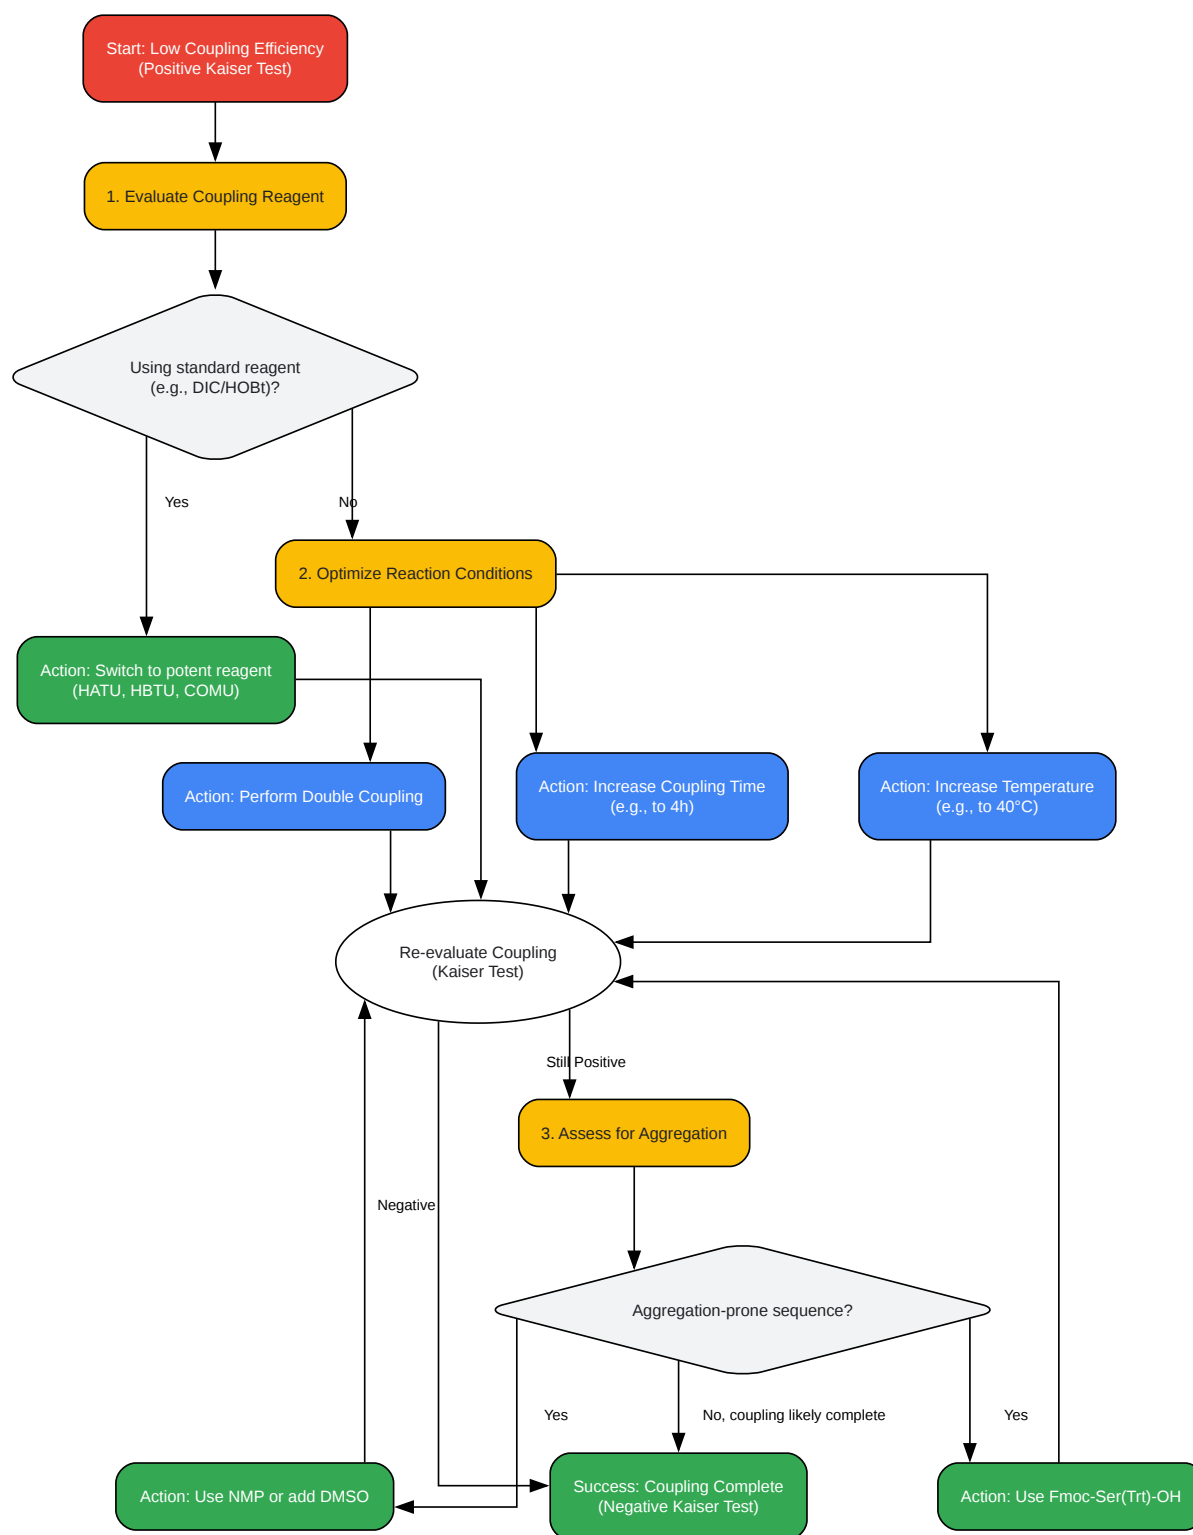 Start: Low Coupling Efficiency
(Positive Kaiser Test)
1. Evaluate Coupling Reagent
Using standard reagent
(e.g., DIC/HOBt)?
Yes
No
2. Optimize Reaction Conditions
Action: Switch to potent reagent
(HATU, HBTU, COMU)
Action: Perform Double Coupling
Action: Increase Coupling Time
(e.g., to 4h)
Action: Increase Temperature
(e.g., to 40°C)
Re-evaluate Coupling
(Kaiser Test)
Still Positive
3. Assess for Aggregation
Negative
Aggregation-prone sequence?
Yes
No, coupling likely complete
Yes
Action: Use NMP or add DMSO
Success: Coupling Complete
(Negative Kaiser Test)
Action: Use Fmoc-Ser(Trt)-OH